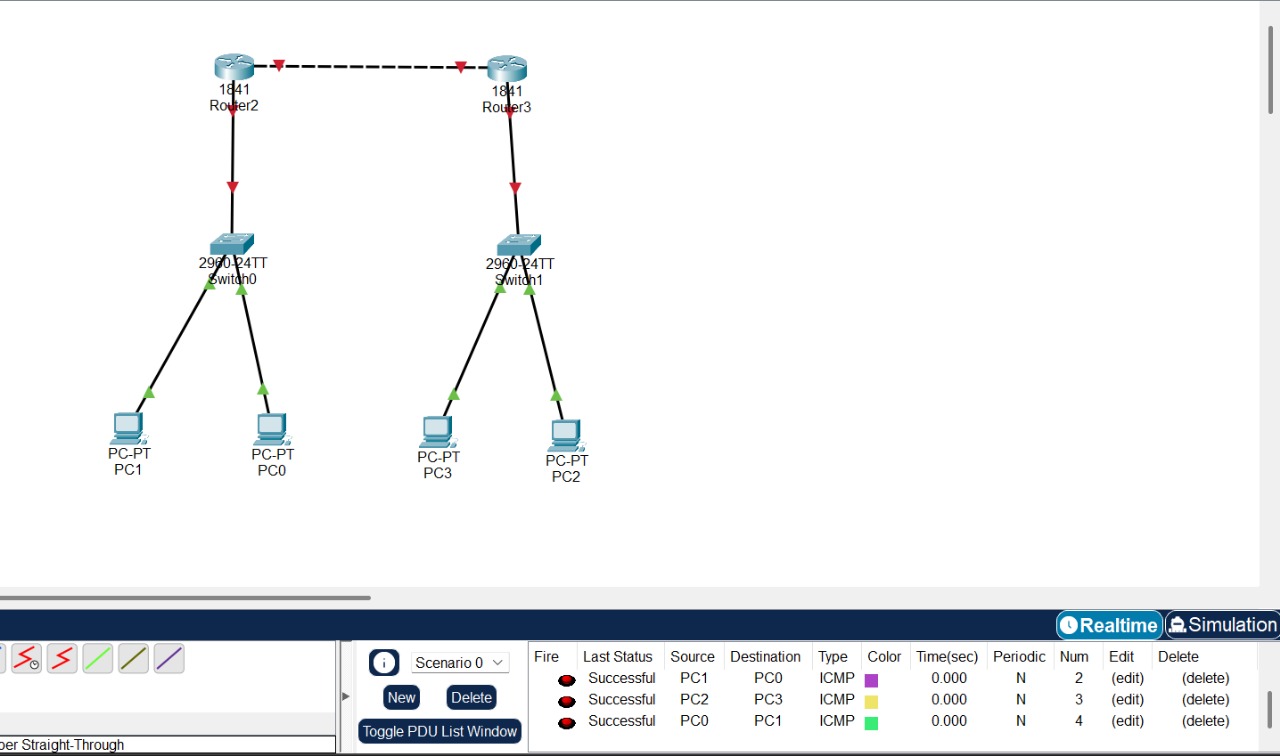 1841
Router2
1841
Router3
2960-24TT
Switch0
2960-24TT
Switch1
PC-PT
PC1
PC-PT
PC0
PC-PT
PC3
PC-PT
PC2
Realtime
Simulation
Scenario 0
New
Delete
Toggle PDU List Window
Fire Last Status Source Destination Type Color Time(sec) Periodic Num Edit Delete
Successful PC1 PC0 ICMP 0.000 N 2 (edit) (delete)
Successful PC2 PC3 ICMP 0.000 N 3 (edit) (delete)
Successful PC0 PC1 ICMP 0.000 N 4 (edit) (delete)
per Straight-Through